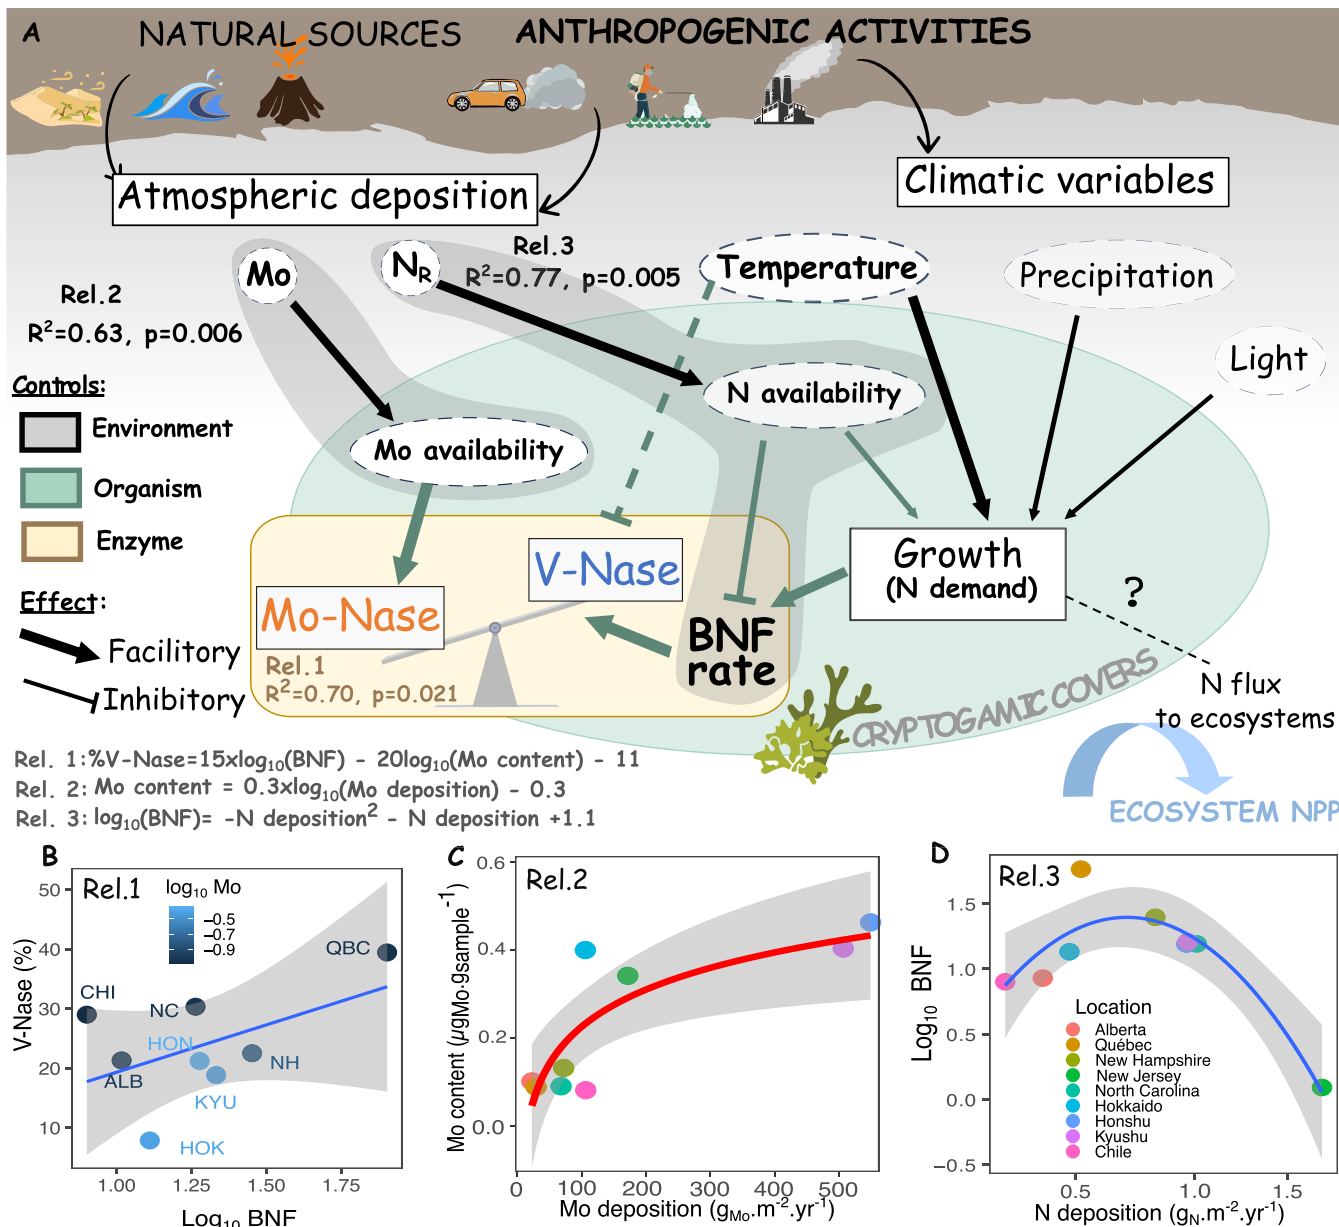 A
NATURAL SOURCES
ANTHROPOGENIC ACTIVITIES
Atmospheric deposition
Climatic variables
Mo
N_R
Rel.3
R²=0.77, p=0.005
Temperature
Precipitation
Light
Rel.2
R²=0.63, p=0.006
Controls:
Environment
Organism
Enzyme
Effect:
Facilitory
Inhibitory
N availability
Mo availability
V-Nase
Mo-Nase
Rel.1
R²=0.70, p=0.021
BNF
rate
Growth
(N demand)
?
N flux
to ecosystems
CRYPTOGAMIC COVERS
ECOSYSTEM NPP
Rel. 1:%V-Nase=15xlog₁₀(BNF) - 20log₁₀(Mo content) - 11
Rel. 2: Mo content = 0.3xlog₁₀(Mo deposition) - 0.3
Rel. 3: log₁₀(BNF)= -N deposition² - N deposition +1.1
B
Rel.1
log₁₀ Mo
−0.5
−0.7
−0.9
V-Nase (%)
50
40
30
20
10
CHI
NC
QBC
HON
ALB
NH
KYU
HOK
1.00
1.25
1.50
1.75
Log₁₀ BNF
C
Rel.2
Mo content (µgMo.gsample⁻¹)
0.6
0.4
0.2
0.0
0
100
200
300
400
500
Mo deposition (g_Mo.m⁻².yr⁻¹)
D
Rel.3
Log₁₀ BNF
1.5
1.0
0.5
0.0
−0.5
Location
Alberta
Québec
New Hampshire
New Jersey
North Carolina
Hokkaido
Honshu
Kyushu
Chile
0.5
1.0
1.5
N deposition (g_N.m⁻².yr⁻¹)